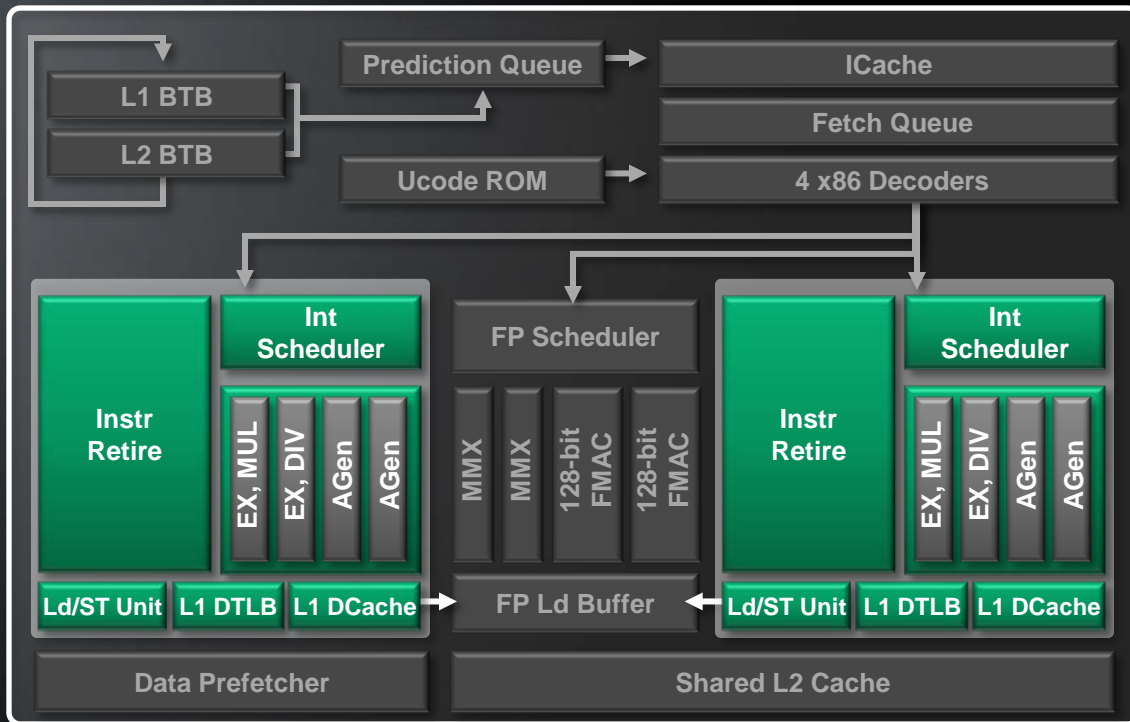 Prediction Queue
ICache
L1 BTB
Fetch Queue
L2 BTB
Ucode ROM
4 x86 Decoders
Instr
Retire
Int
Scheduler
EX, MUL
EX, DIV
AGen
AGen
Ld/ST Unit
L1 DTLB
L1 DCache
FP Scheduler
MMX
MMX
128-bit
FMAC
128-bit
FMAC
FP Ld Buffer
Instr
Retire
Int
Scheduler
EX, MUL
EX, DIV
AGen
AGen
Ld/ST Unit
L1 DTLB
L1 DCache
Data Prefetcher
Shared L2 Cache